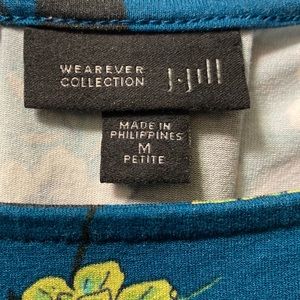 WEAREVER
COLLECTION
J.Jill
MADE IN
PHILIPPINES
M
PETITE